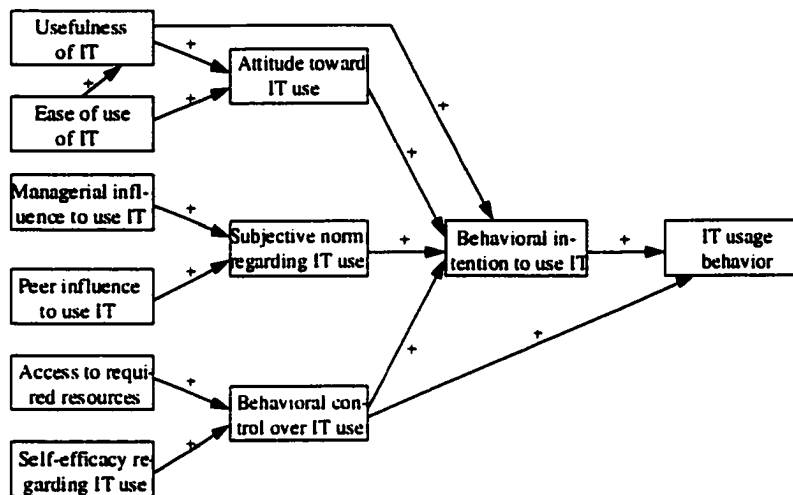 Usefulness
of IT
+
+
+
Ease of use
of IT
+
Attitude toward
IT use
+
+
Managerial infl-
uence to use IT
+
Subjective norm
regarding IT use
+
Behavioral in-
tention to use IT
+
IT usage
behavior
Peer influence
to use IT
+
Access to requi-
red resources
+
+
+
Behavioral con-
trol over IT use
Self-efficacy re-
garding IT use
+